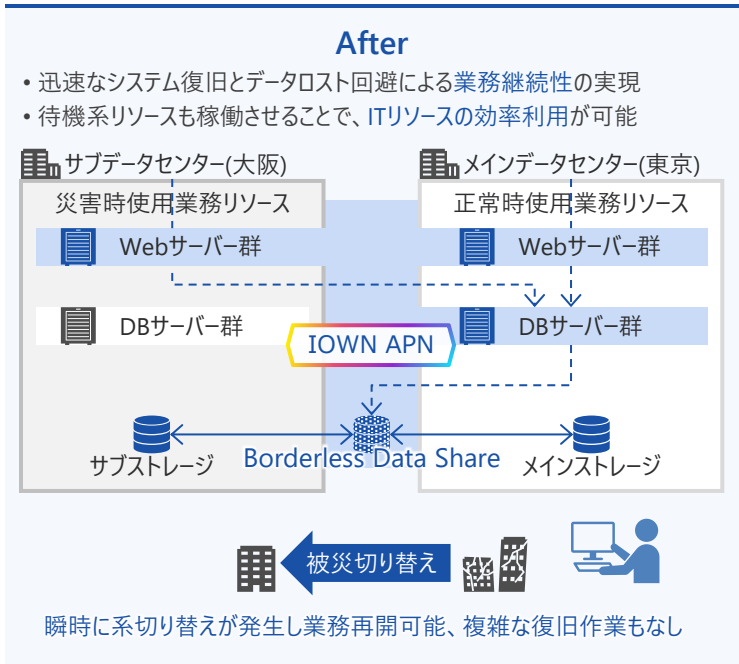 After
• 迅速なシステム復旧とデータロスト回避による業務継続性の実現
• 待機系リソースも稼働させることで、ITリソースの効率利用が可能
サブデータセンター(大阪)
災害時使用業務リソース
Webサーバー群
DBサーバー群
メインデータセンター(東京)
正常時使用業務リソース
Webサーバー群
DBサーバー群
IOWN APN
サブストレージ
Borderless Data Share
メインストレージ
被災切り替え
瞬時に系切り替えが発生し業務再開可能、複雑な復旧作業もなし